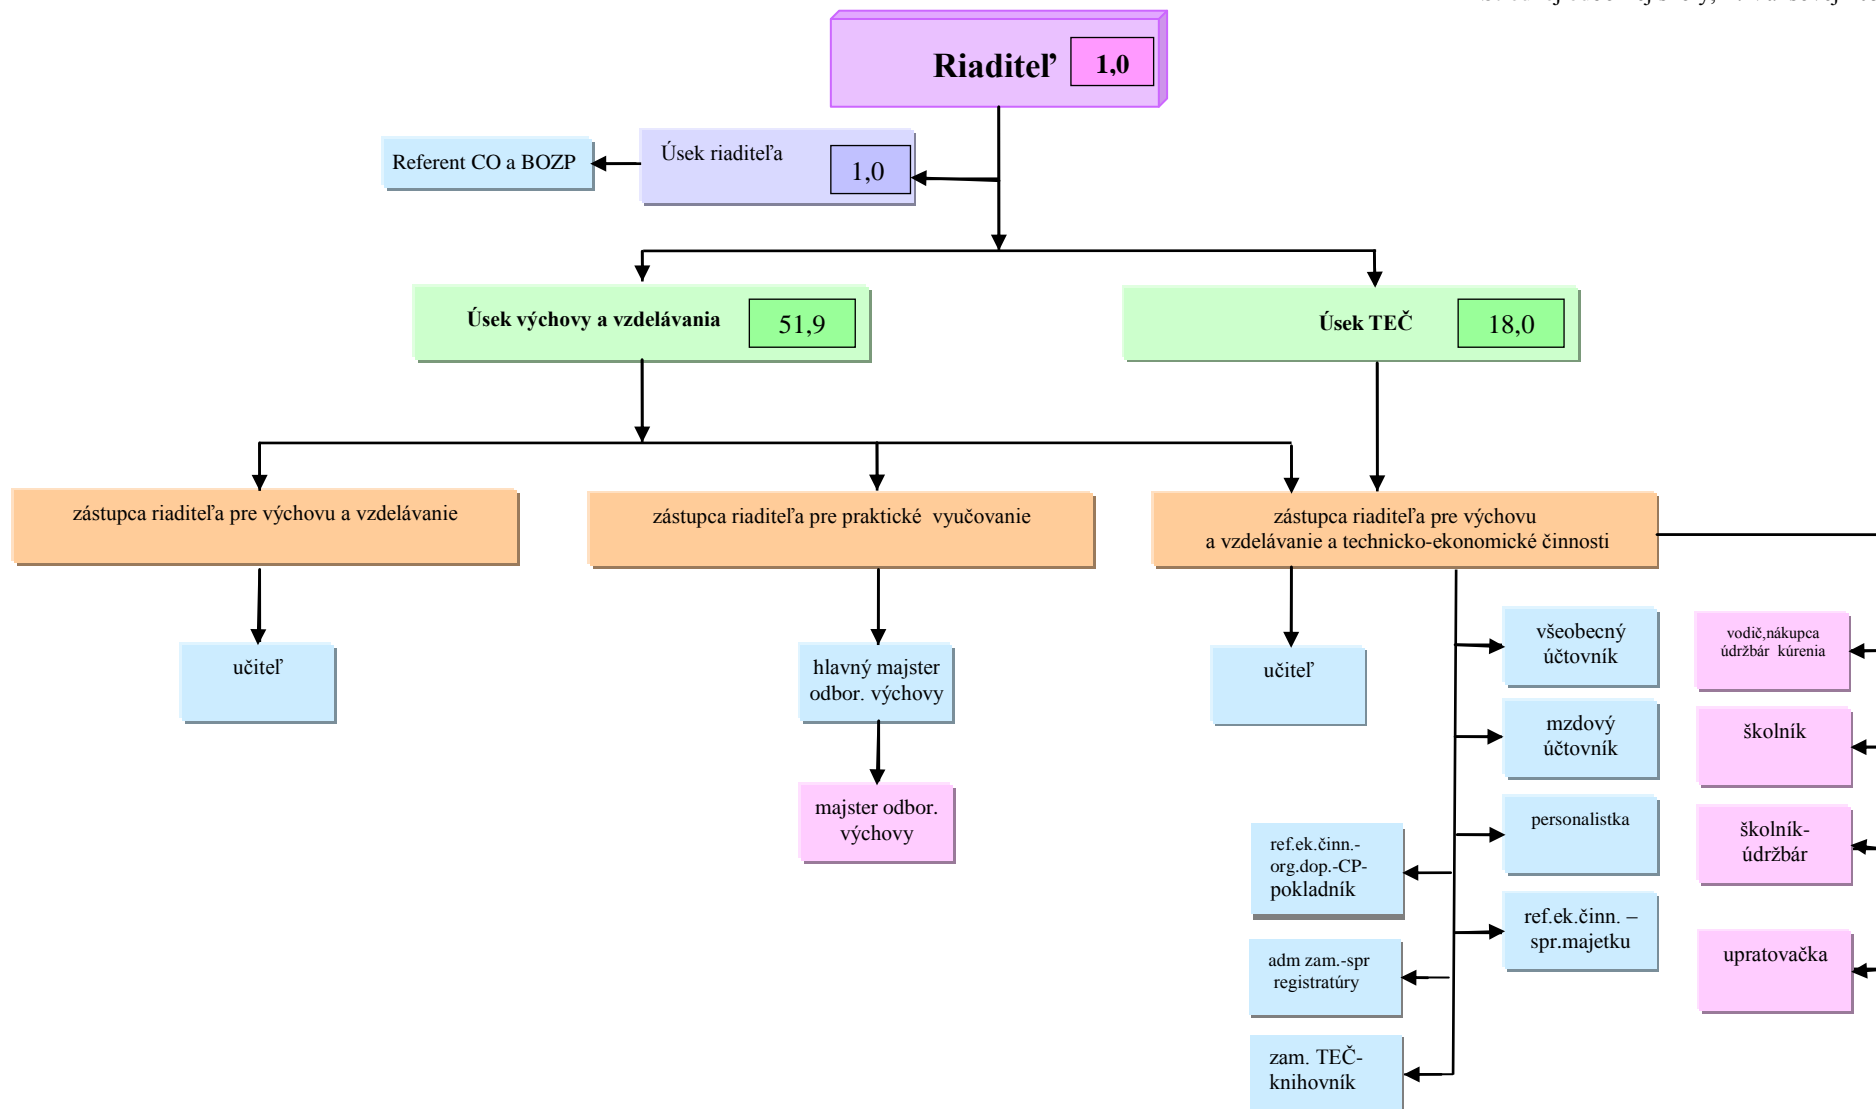 Riaditeľ 1,0
Referent CO a BOZP
Úsek riaditeľa
1,0
Úsek výchovy a vzdelávania 51,9
Úsek TEČ 18,0
zástupca riaditeľa pre výchovu a vzdelávanie
zástupca riaditeľa pre praktické vyučovanie
zástupca riaditeľa pre výchovu
a vzdelávanie a technicko-ekonomické činnosti
učiteľ
hlavný majster
odbor. výchovy
majster odbor.
výchovy
učiteľ
všeobecný
účtovník
mzdový
účtovník
personalistka
ref.ek.činn. –
spr.majetku
ref.ek.činn.-
org.dop.-CP-
pokladník
adm zam.-spr
registratúry
zam. TEČ-
knihovník
vodič,nákupca
údržbár kúrenia
školník
školník-
údržbár
upratovačka